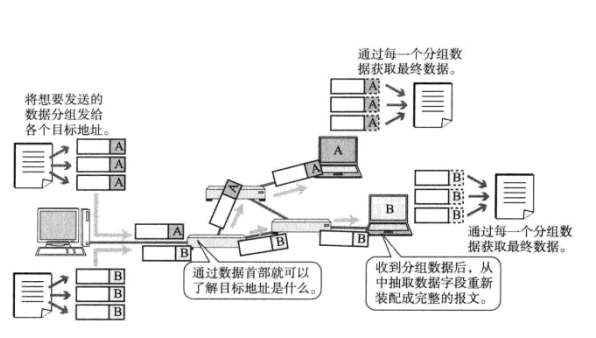 通过每一个分组数
据获取最终数据。
将想要发送的
数据分组发给
各个目标地址。
A
A
A
A
A
A
A
A
A
A
B
B
B
B
B
B
B
B
B
B
通过每一个分组数
据获取最终数据。
通过数据首部就可以
了解目标地址是什么。
收到分组数据后，从
中抽取数据字段重新
装配成完整的报文。